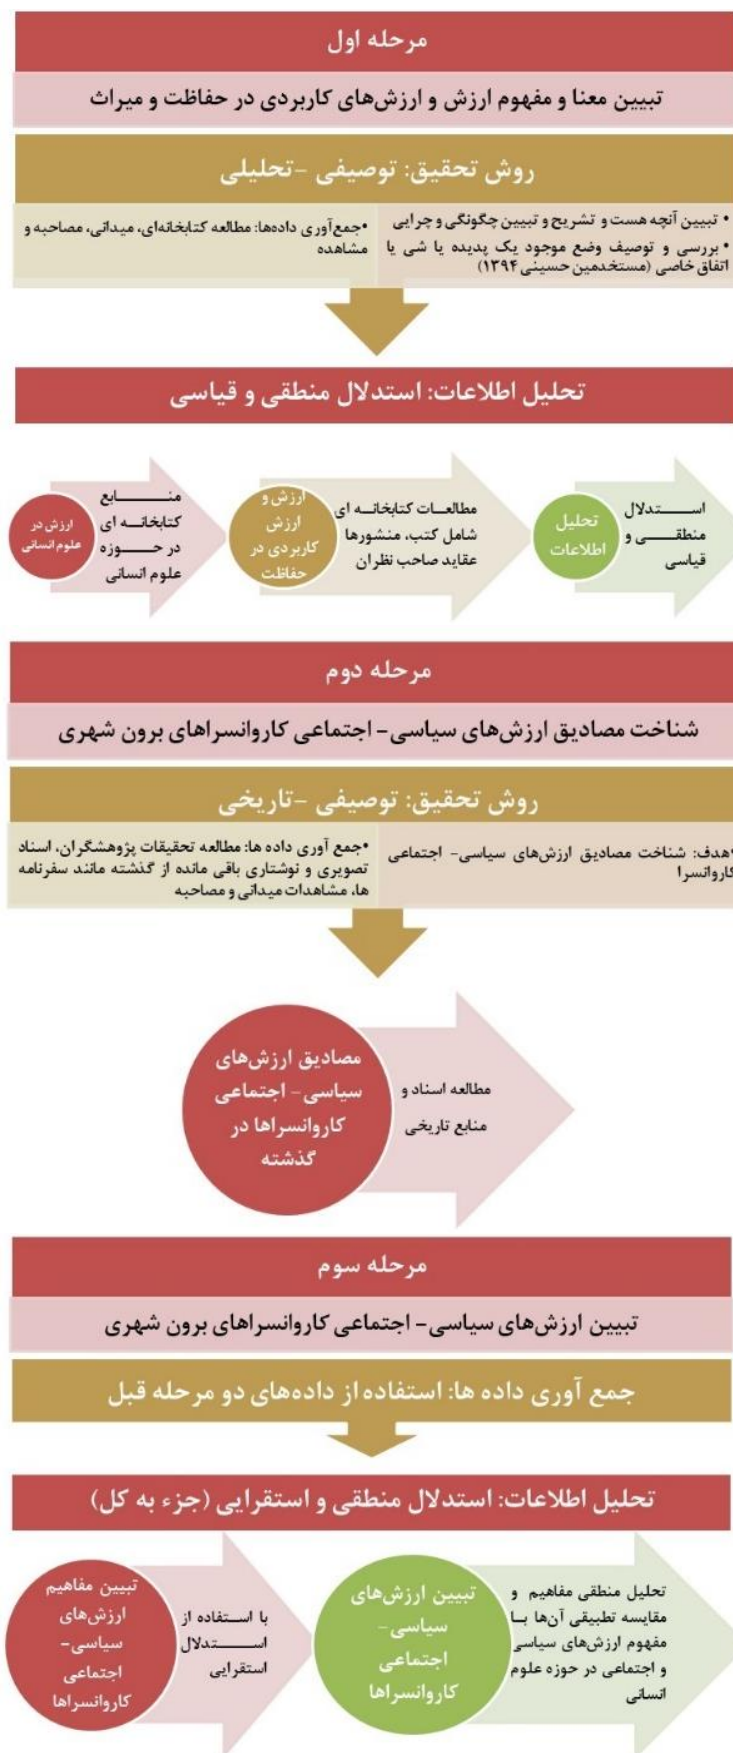 مرحله اول
تبیین معنا و مفهوم ارزش و ارزش‌های کاربردی در حفاظت و میراث
روش تحقیق: توصیفی -تحلیلی
• تبیین آنچه هست و تشریح و تبیین چگونگی و چرایی
• بررسی و توصیف وضع موجود یک پدیده یا شی یا
اتفاق خاصی (مستخدمین حسینی ۱۳۹۴)
•جمع‌آوری داده‌ها: مطالعه کتابخانه‌ای، میدانی، مصاحبه و
مشاهده
تحلیل اطلاعات: استدلال منطقی و قیاسی
ارزش در
علوم انسانی
منابع
کتابخانه ای
در حوزه
علوم انسانی
ارزش و
ارزش
کاربردی در
حفاظت
مطالعات کتابخانه ای
شامل کتب، منشورها
عقاید صاحب نظران
تحلیل
اطلاعات
استدلال
منطقی و
قیاسی
مرحله دوم
شناخت مصادیق ارزش‌های سیاسی- اجتماعی کاروانسراهای برون شهری
روش تحقیق: توصیفی -تاریخی
•هدف: شناخت مصادیق ارزش‌های سیاسی- اجتماعی
کاروانسرا
•جمع آوری داده ها: مطالعه تحقیقات پژوهشگران، اسناد
تصویری و نوشتاری باقی مانده از گذشته مانند سفرنامه
ها، مشاهدات میدانی و مصاحبه
مصادیق ارزش‌های
سیاسی- اجتماعی
کاروانسراها در
گذشته
مطالعه اسناد و
منابع تاریخی
مرحله سوم
تبیین ارزش‌های سیاسی- اجتماعی کاروانسراهای برون شهری
جمع آوری داده ها: استفاده از داده‌های دو مرحله قبل
تحلیل اطلاعات: استدلال منطقی و استقرایی (جزء به کل)
تبیین مفاهیم
ارزش‌های
سیاسی-
اجتماعی
کاروانسراها
با استفاده از
استدلال
استقرایی
تبیین ارزش‌های
سیاسی-
اجتماعی
کاروانسراها
تحلیل منطقی مفاهیم و
مقایسه تطبیقی آن‌ها با
مفهوم ارزش‌های سیاسی
و اجتماعی در حوزه علوم
انسانی